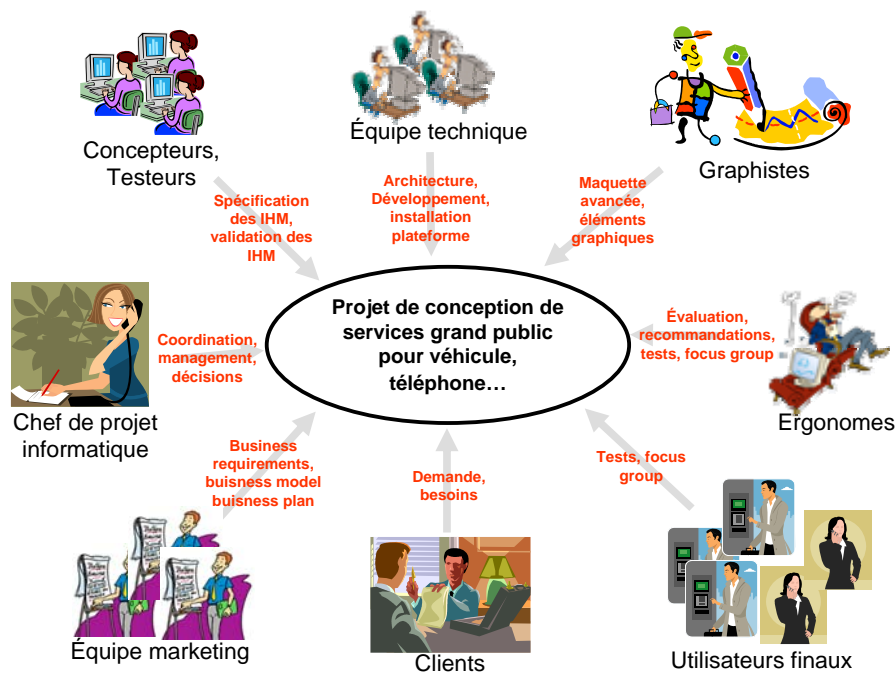 Équipe technique
Concepteurs,
Testeurs
Graphistes
Spécification
des IHM,
validation des
IHM
Architecture,
Développement,
installation
plateforme
Maquette
avancée,
éléments
graphiques
Projet de conception de
services grand public
pour véhicule,
téléphone…
Coordination,
management,
décisions
Évaluation,
recommandations,
tests, focus group
Chef de projet
informatique
Ergonomes
Business
requirements,
buisness model
buisness plan
Demande,
besoins
Tests, focus
group
Équipe marketing
Clients
Utilisateurs finaux